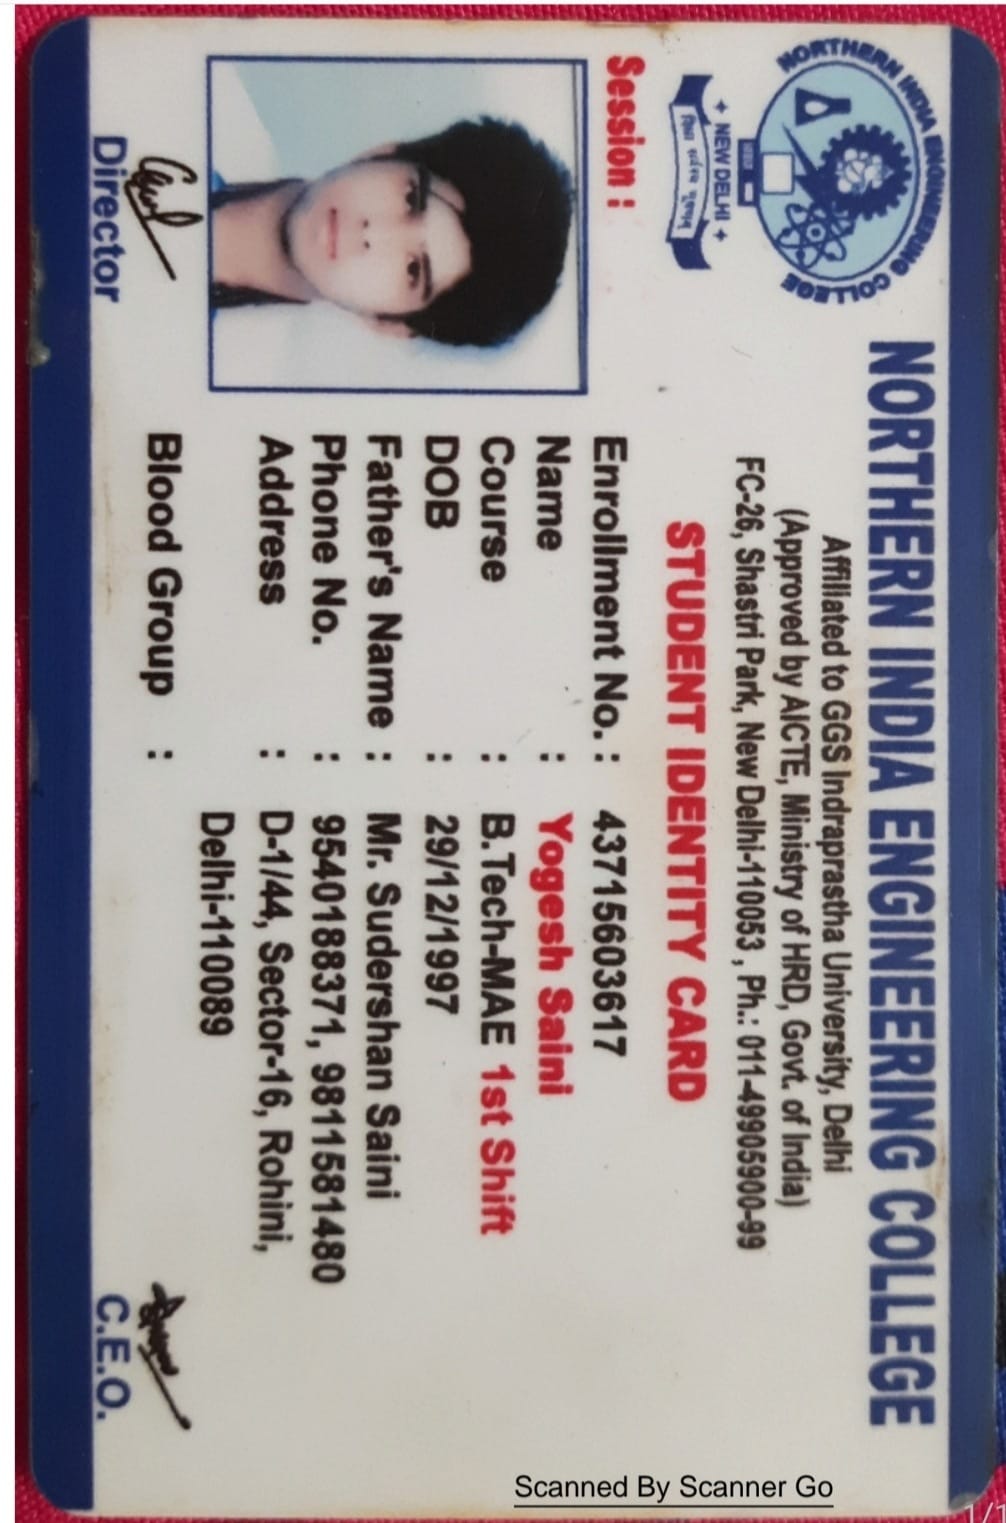 NORTHERN INDIA ENGINEERING COLLEGE
NORTHERN INDIA ENGINEERING COLLEGE
Affiliated to GGS Indraprastha University, Delhi
(Approved by AICTE, Ministry of HRD, Govt. of India)
FC-26, Shastri Park, New Delhi-110053 , Ph.: 011-49905900-99
+ NEW DELHI +
STUDENT IDENTITY CARD
Session :
Enrollment No. : 43715603617
Name : Yogesh Saini
Course : B.Tech-MAE 1st Shift
DOB : 29/12/1997
Father's Name : Mr. Sudershan Saini
Phone No. : 9540188371, 9811581480
Address : D-1/44, Sector-16, Rohini,
Delhi-110089
Blood Group :
Director
C.E.O.
Scanned By Scanner Go